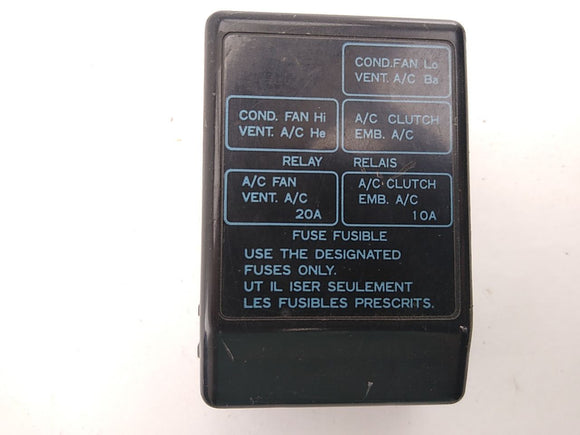 COND.FAN Lo
VENT. A/C Ba
COND. FAN Hi
VENT. A/C He
A/C CLUTCH
EMB. A/C
RELAY RELAIS
A/C FAN
VENT. A/C
20A
A/C CLUTCH
EMB. A/C
10A
FUSE FUSIBLE
USE THE DESIGNATED
FUSES ONLY.
UT IL ISER SEULEMENT
LES FUSIBLES PRESCRITS.